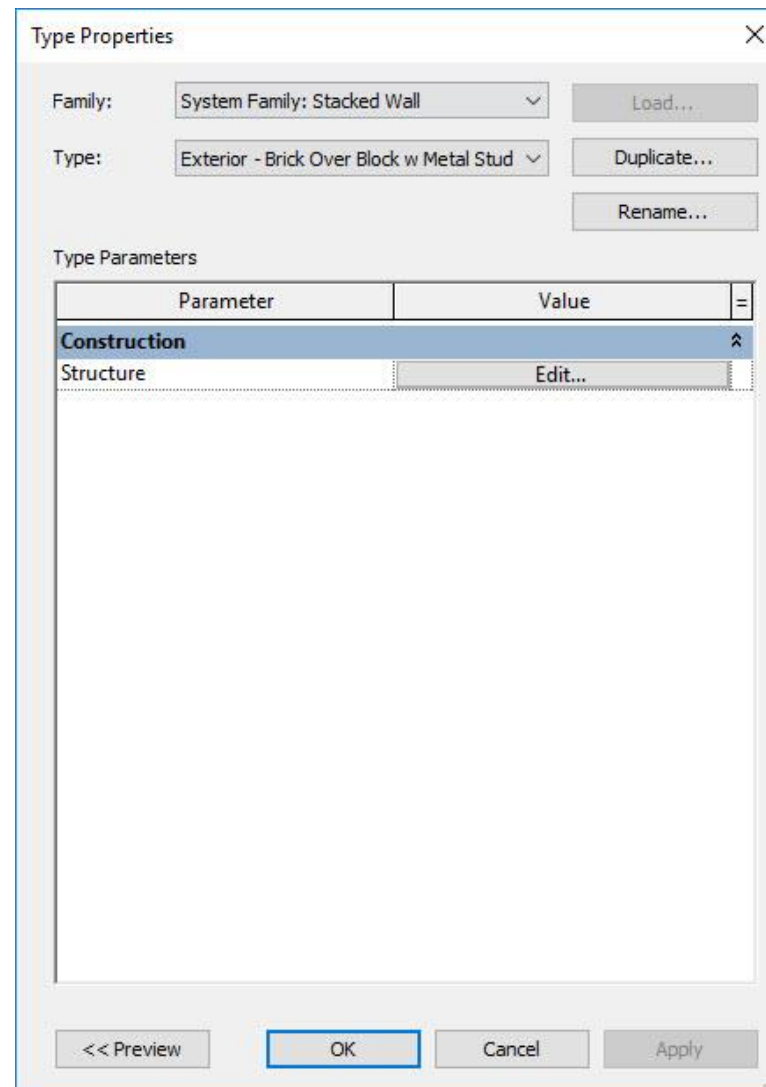 Type Properties
Family: System Family: Stacked Wall Load...
Type: Exterior - Brick Over Block w Metal Stud Duplicate...
Rename...
Type Parameters
Parameter Value =
Construction
Structure Edit...
<< Preview OK Cancel Apply